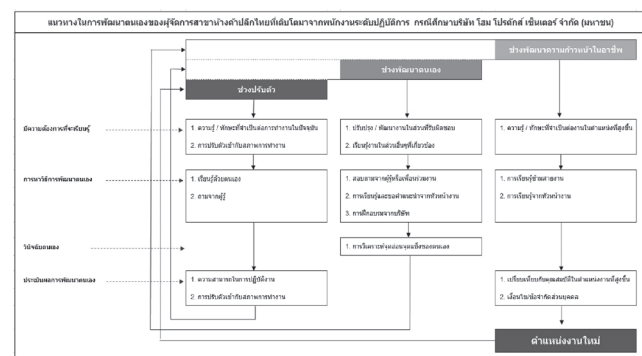 แนวทางในการพัฒนาตนเองของผู้จัดการสาขาห้างค้าปลีกไทยที่เติบโตมาจากพนักงานระดับปฏิบัติการ กรณีศึกษาบริษัท โฮม โปรดักส์ เซ็นเตอร์ จำกัด (มหาชน)
ช่วงพัฒนาความก้าวหน้าในอาชีพ
ช่วงพัฒนาตนเอง
ช่วงปรับตัว
มีความต้องการที่จะเรียนรู้
1. ความรู้ / ทักษะที่จำเป็นต่อการทำงานในปัจจุบัน
2. การปรับตัวเข้ากับสภาพการทำงาน
1. ปรับปรุง / พัฒนางานในส่วนที่รับผิดชอบ
2. เรียนรู้งานในส่วนอื่นๆที่เกี่ยวข้อง
1. ความรู้ / ทักษะที่จำเป็นต่องานในตำแหน่งที่สูงขึ้น
การหาวิธีการพัฒนาตนเอง
1. เรียนรู้ด้วยตนเอง
2. ถามจากผู้รู้
1. สอบถามจากผู้รู้หรือเพื่อนร่วมงาน
2. การเรียนรู้และขอคำแนะนำจากหัวหน้างาน
3. การฝึกอบรมจากบริษัท
1. การเรียนรู้ข้ามสายงาน
2. การเรียนรู้จากหัวหน้างาน
วินิจฉัยตนเอง
1. การวิเคราะห์จุดอ่อนจุดแข็งของตนเอง
ประเมินผลการพัฒนาตนเอง
1. ความสามารถในการปฏิบัติงาน
2. การปรับตัวเข้ากับสภาพการทำงาน
1. เปรียบเทียบกับคุณสมบัติในตำแหน่งงานที่สูงขึ้น
2. เงื่อนไข/ข้อจำกัดส่วนบุคคล
ตำแหน่งงานใหม่